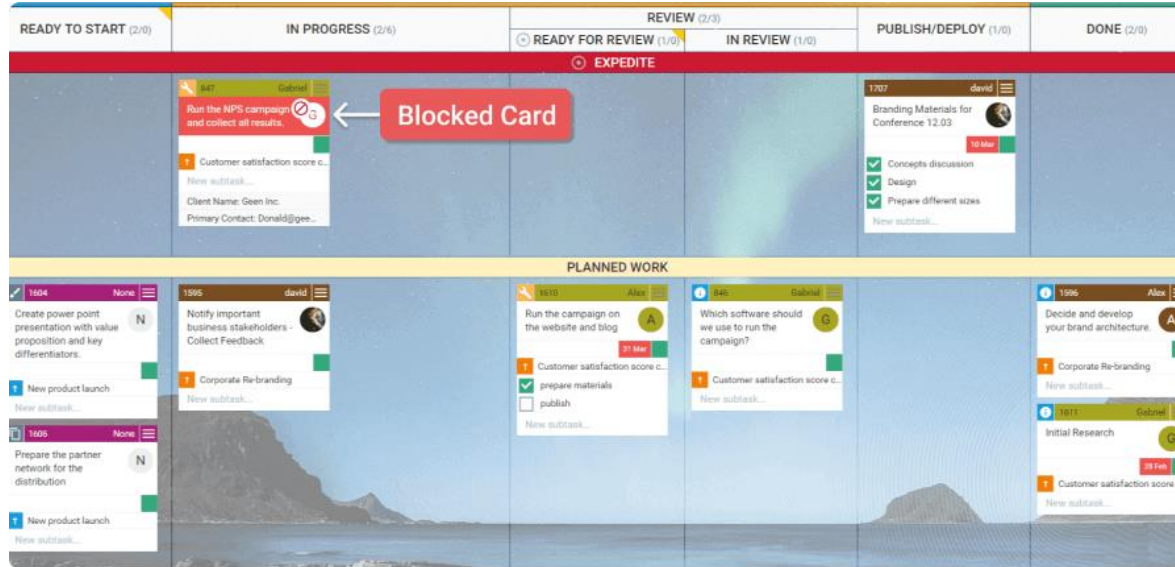 READY TO START (2/0)
IN PROGRESS (2/6)
REVIEW (2/3)
READY FOR REVIEW (1/0)
IN REVIEW (1/0)
PUBLISH/DEPLOY (1/0)
DONE (2/0)
EXPEDITE
847 Gabriel
Run the NPS campaign
and collect all results.
G
Customer satisfaction score c...
New subtask...
Client Name: Geen Inc.
Primary Contact: Donald@gee...
Blocked Card
1707 david
Branding Materials for
Conference 12.03
10 Mar
Concepts discussion
Design
Prepare different sizes
New subtask...
PLANNED WORK
1604 None
Create power point
presentation with value
proposition and key
differentiators.
N
New product launch
New subtask...
1605 None
Prepare the partner
network for the
distribution
N
New product launch
New subtask...
1595 david
Notify important
business stakeholders -
Collect Feedback
Corporate Re-branding
New subtask...
1610 Alex
Run the campaign on
the website and blog
A
31 Mar
Customer satisfaction score c...
prepare materials
publish
New subtask...
846 Gabriel
Which software should
we use to run the
campaign?
G
Customer satisfaction score c...
New subtask...
1596 Alex
Decide and develop
your brand architecture.
A
Corporate Re-branding
New subtask...
1611 Gabriel
Initial Research
G
28 Feb
Customer satisfaction score
New subtask...